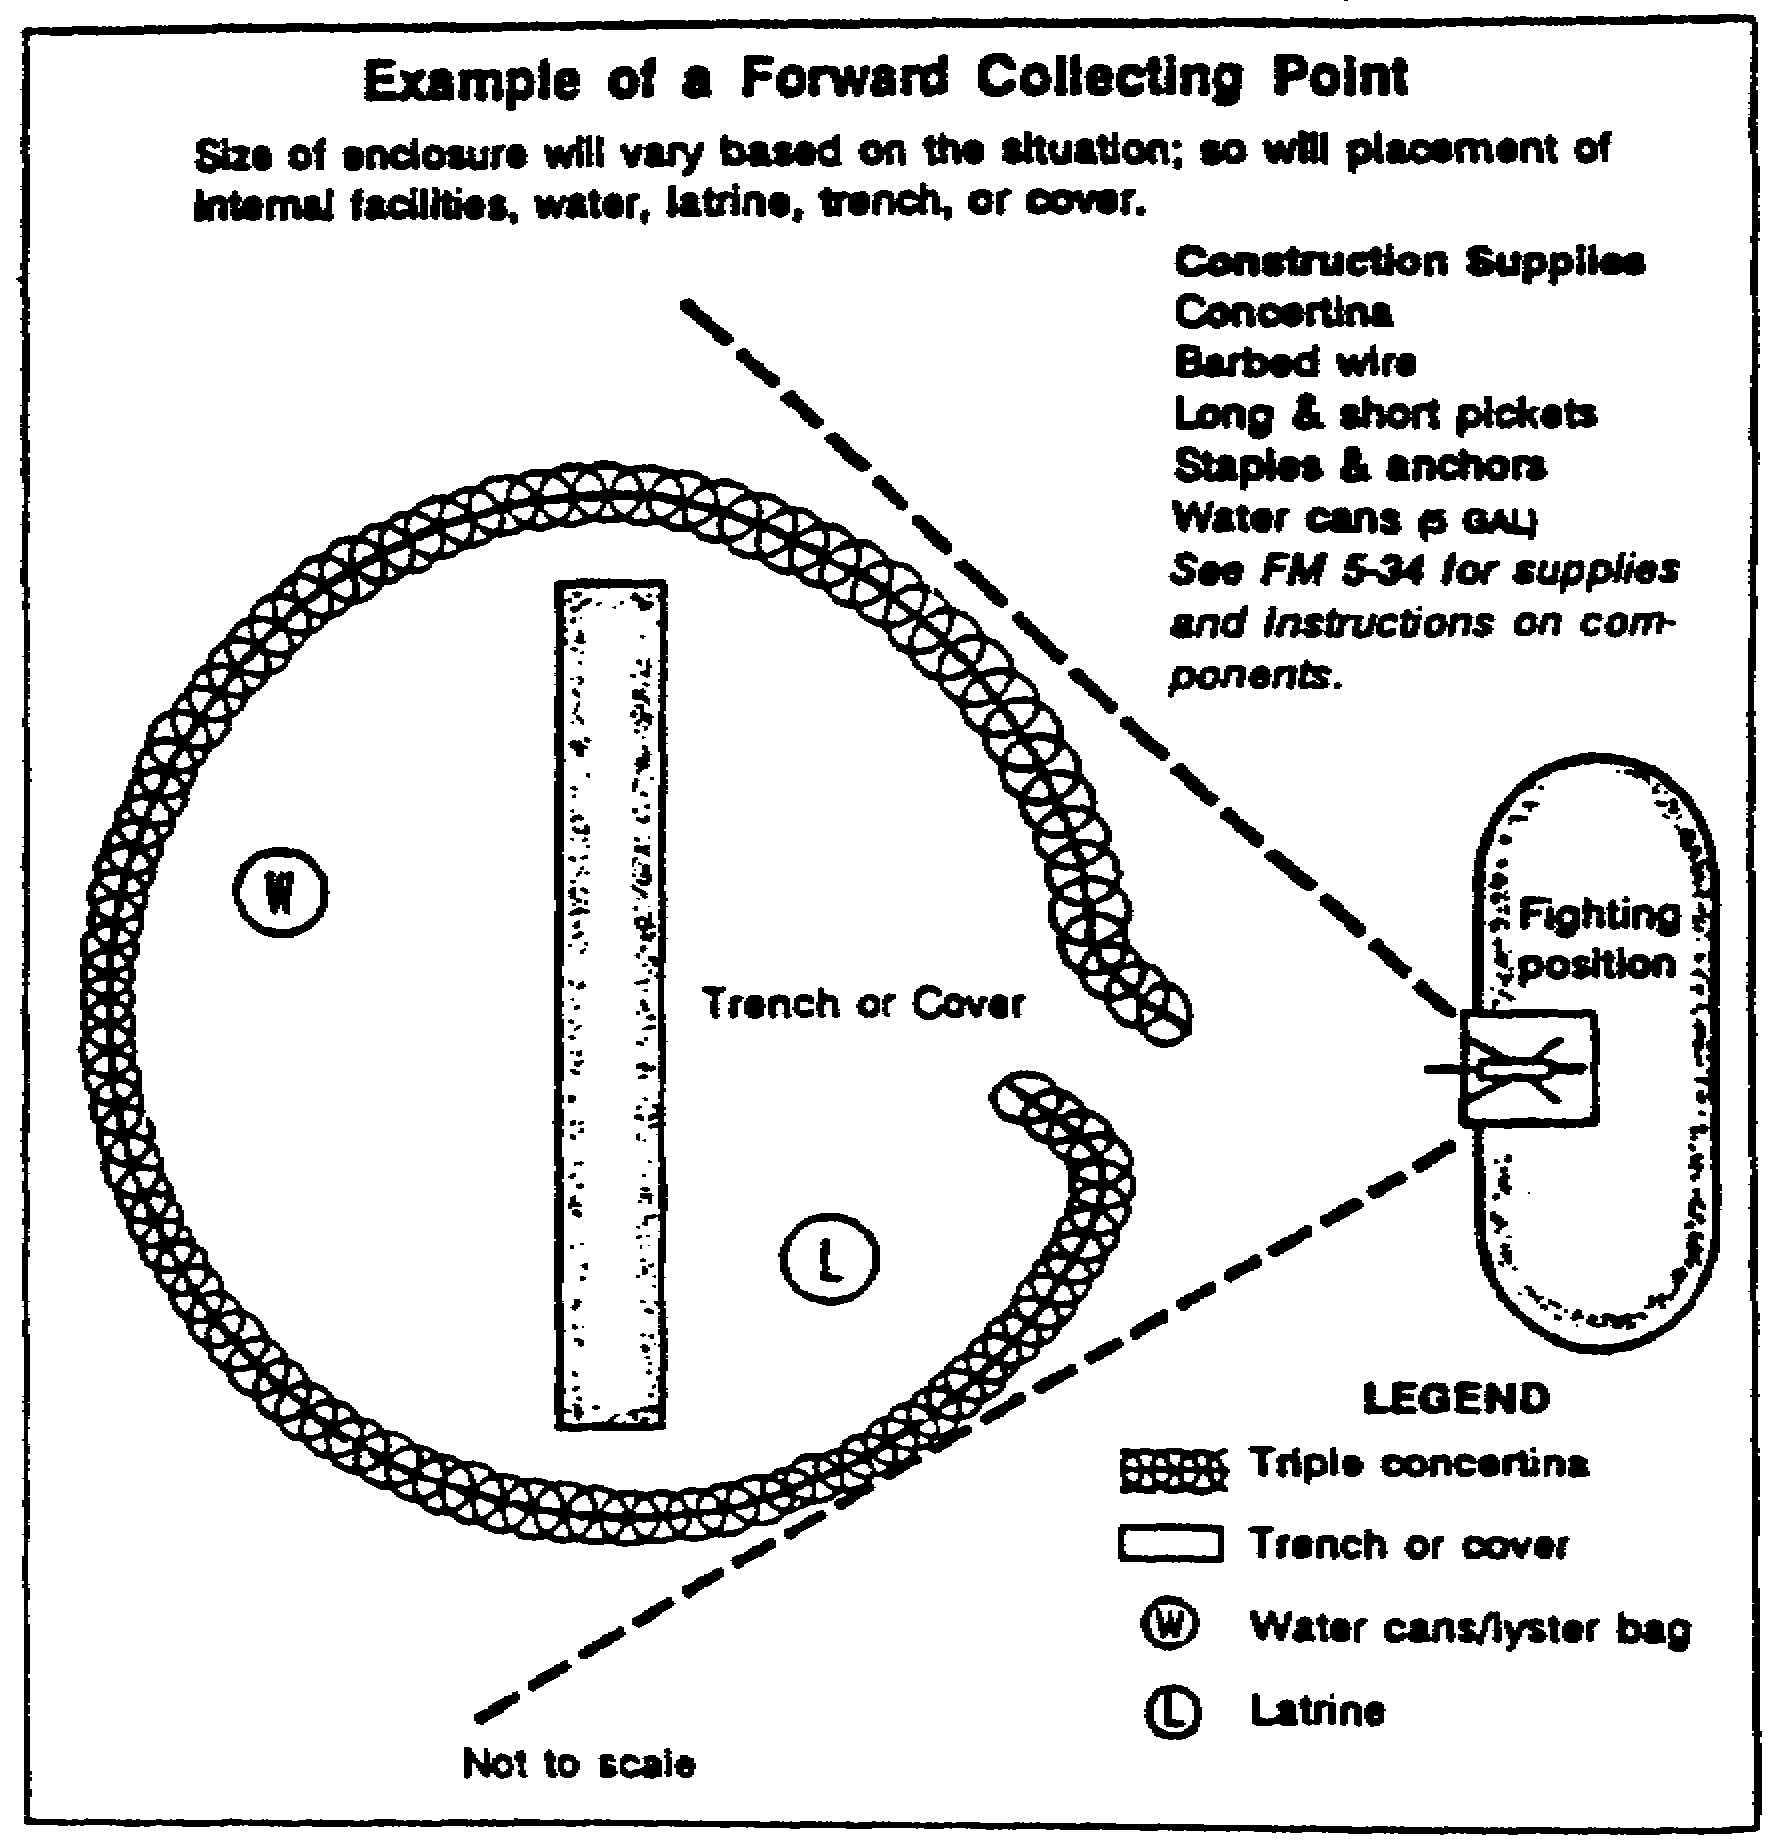 Example of a Forward Collecting Point
Size of enclosure will vary based on the situation; so will placement of
internal facilities, water, latrine, trench, or cover.
Construction Supplies
Concertina
Barbed wire
Long & short pickets
Staples & anchors
Water cans (5 GAL)
See FM 5-34 for supplies
and instructions on com-
ponents.
W
Fighting
position
Trench or Cover
L
LEGEND
Triple concertina
Trench or cover
W Water cans/lyster bag
L Latrine
Not to scale